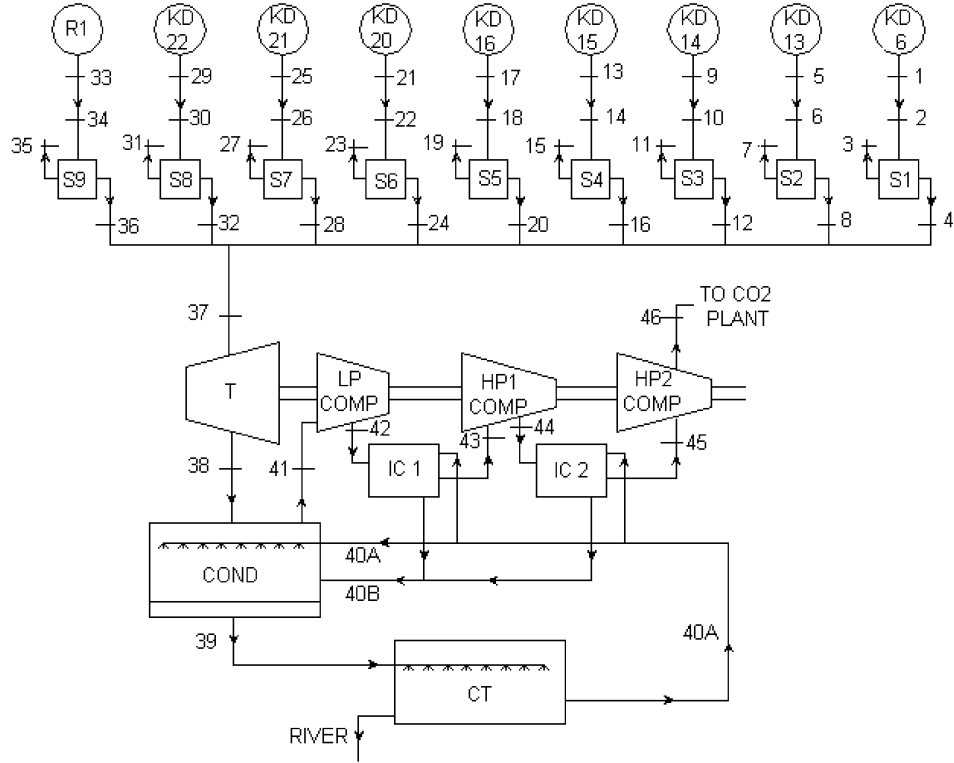 R1
KD
22
KD
21
KD
20
KD
16
KD
15
KD
14
KD
13
KD
6
33
29
25
21
17
13
9
5
1
34
30
26
22
18
14
10
6
2
35
31
27
23
19
15
11
7
3
S9
S8
S7
S6
S5
S4
S3
S2
S1
36
32
28
24
20
16
12
8
4
37
TO CO2
PLANT
46
T
LP
COMP
HP1
COMP
HP2
COMP
42
43
44
45
38
41
IC 1
IC 2
40A
COND
40B
39
40A
CT
RIVER